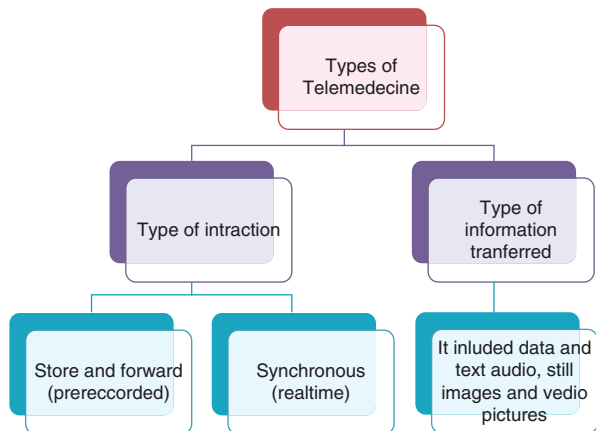 Types of
Telemedecine
Type of intraction
Type of
information
tranferred
Store and forward
(prereccorded)
Synchronous
(realtime)
It inluded data and
text audio, still
images and vedio
pictures